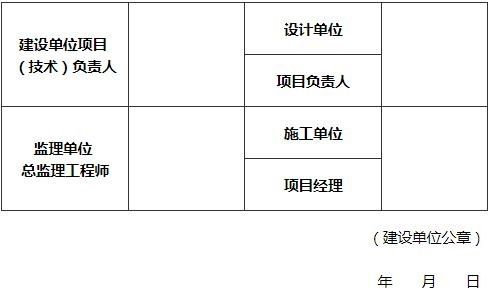 建设单位项目
（技术）负责人
设计单位
项目负责人
监理单位
总监理工程师
施工单位
项目经理
（建设单位公章）
年 月 日